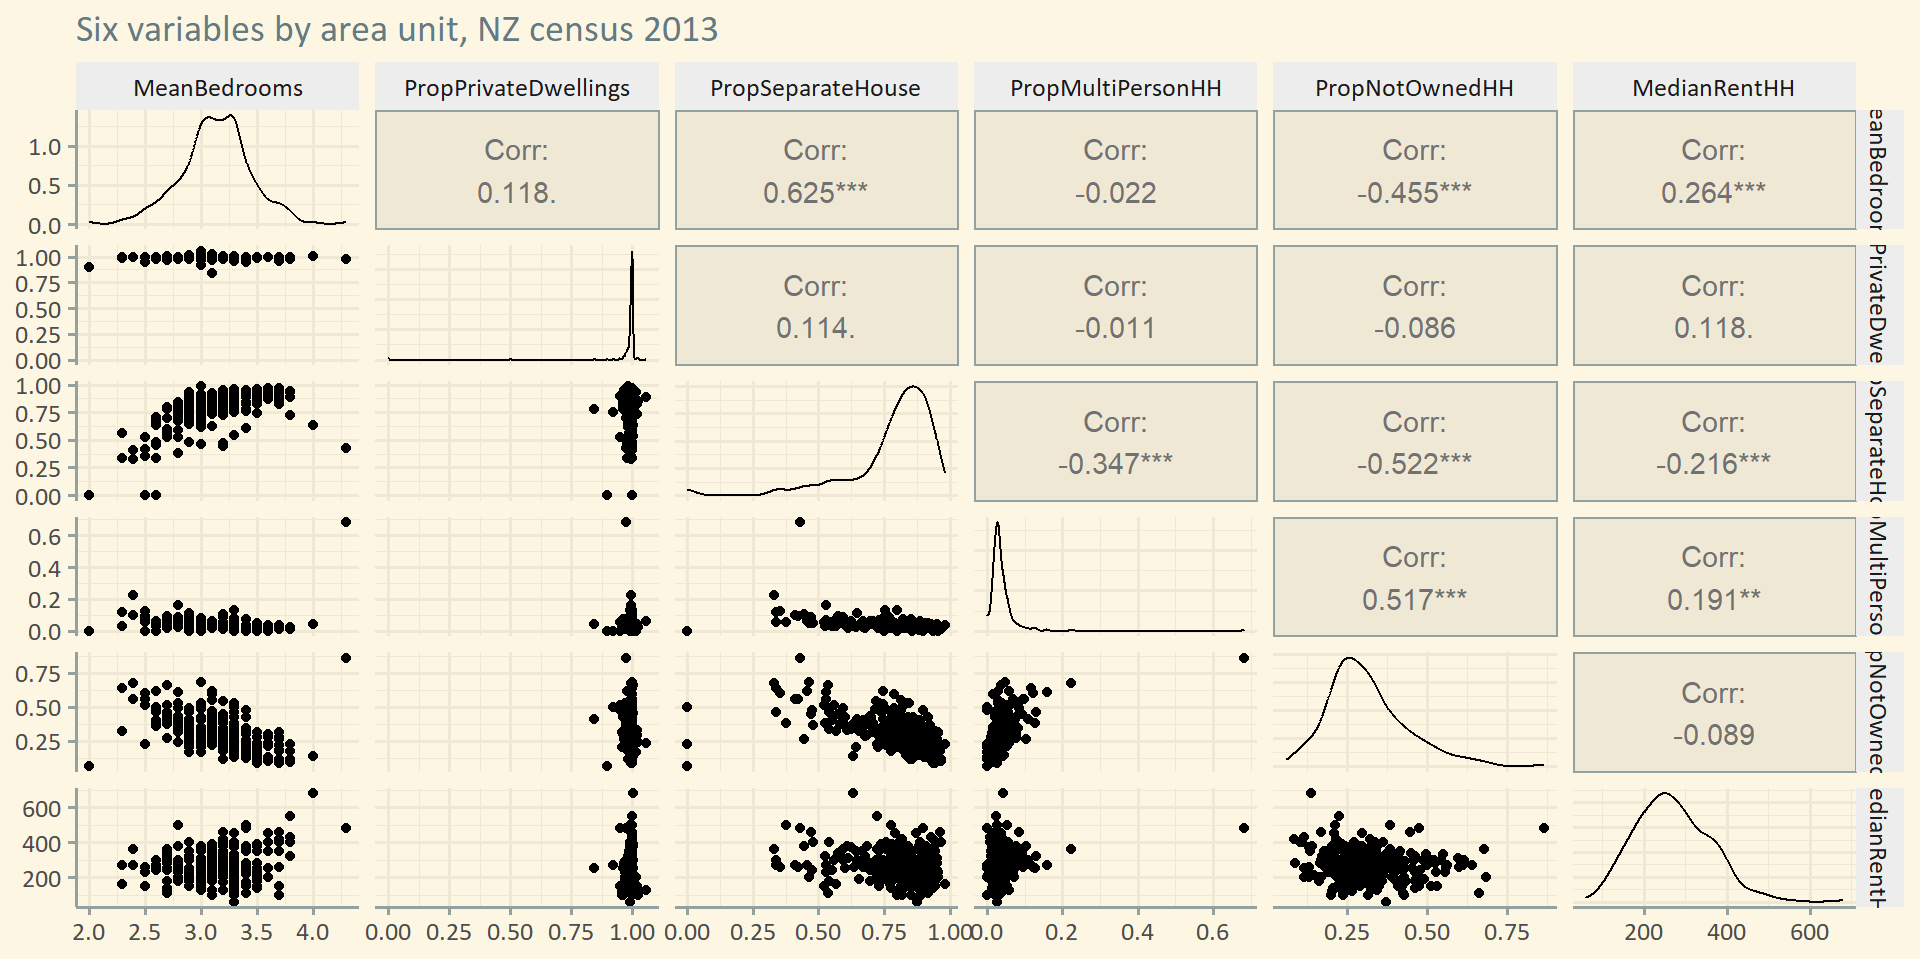 Six variables by area unit, NZ census 2013
MeanBedrooms PropPrivateDwellings PropSeparateHouse PropMultiPersonHH PropNotOwnedHH MedianRentHH
1.0
0.5
0.0
Corr:
0.118.
Corr:
0.625***
Corr:
-0.022
Corr:
-0.455***
Corr:
0.264***
eanBedroor
1.00
0.75
0.50
0.25
0.00
Corr:
0.114.
Corr:
-0.011
Corr:
-0.086
Corr:
0.118.
PrivateDwe
1.00
0.75
0.50
0.25
0.00
Corr:
-0.347***
Corr:
-0.522***
Corr:
-0.216***
SeparateHo
0.6
0.4
0.2
0.0
Corr:
0.517***
Corr:
0.191**
MultiPerso
0.75
0.50
0.25
Corr:
-0.089
pNotOwned
600
400
200
edianRentH
2.0 2.5 3.0 3.5 4.0
0.00 0.25 0.50 0.75 1.00
0.00 0.25 0.50 0.75 1.00
0.0 0.2 0.4 0.6
0.25 0.50 0.75
200 400 600